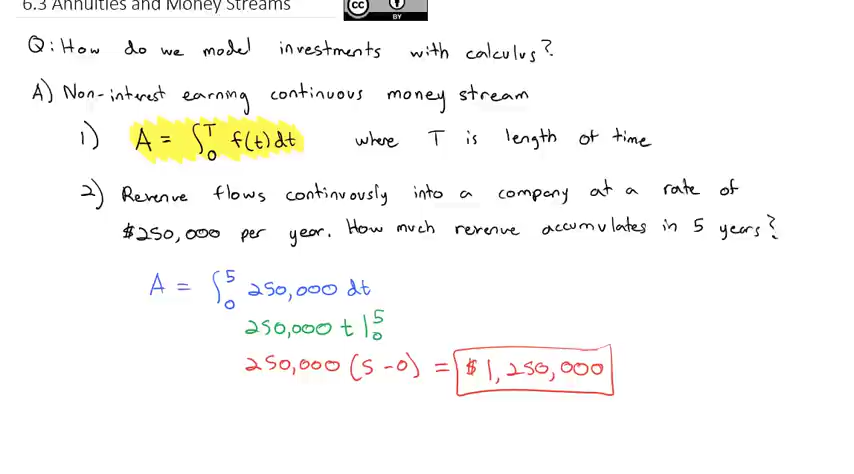 6.3 Annuities and Money Streams
cc BY
Q: How do we model investments with calculus?
A) Non-interest earning continuous money stream
1) A = ∫₀ᵀ f(t)dt where T is length of time
2) Revenue flows continuously into a company at a rate of
$250,000 per year. How much revenue accumulates in 5 years?
A = ∫₀⁵ 250,000 dt
250,000 t |₀⁵
250,000 (5-0) = $1,250,000